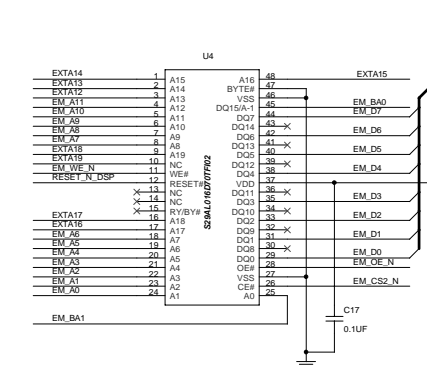 U4
EXTA14 1 A15 A16 48 EXTA15
EXTA13 2 A14 BYTE# 47
EXTA12 3 A13 VSS 46
EM_A11 4 A12 DQ15/A-1 45 EM_BA0
EM_A10 5 A11 DQ7 44 EM_D7
EM_A9 6 A10 DQ14 43
EM_A8 7 A9 DQ6 42 EM_D6
EM_A7 8 A8 DQ13 41
EXTA18 9 A19 DQ5 40 EM_D5
EXTA19 10 NC DQ12 39
EM_WE_N 11 WE# DQ4 38 EM_D4
RESET_N_DSP 12 RESET# VDD 37
13 NC DQ11 36
14 NC DQ3 35 EM_D3
15 RY/BY# DQ10 34
EXTA17 16 A18 DQ2 33 EM_D2
EXTA16 17 A17 DQ9 32
EM_A6 18 A7 DQ1 31 EM_D1
EM_A5 19 A6 DQ8 30
EM_A4 20 A5 DQ0 29 EM_D0
EM_A3 21 A4 OE# 28 EM_OE_N
EM_A2 22 A3 VSS 27
EM_A1 23 A2 CE# 26 EM_CS2_N
EM_A0 24 A1 A0 25
S29AL016D70TFI02
EM_BA1
C17
0.1UF